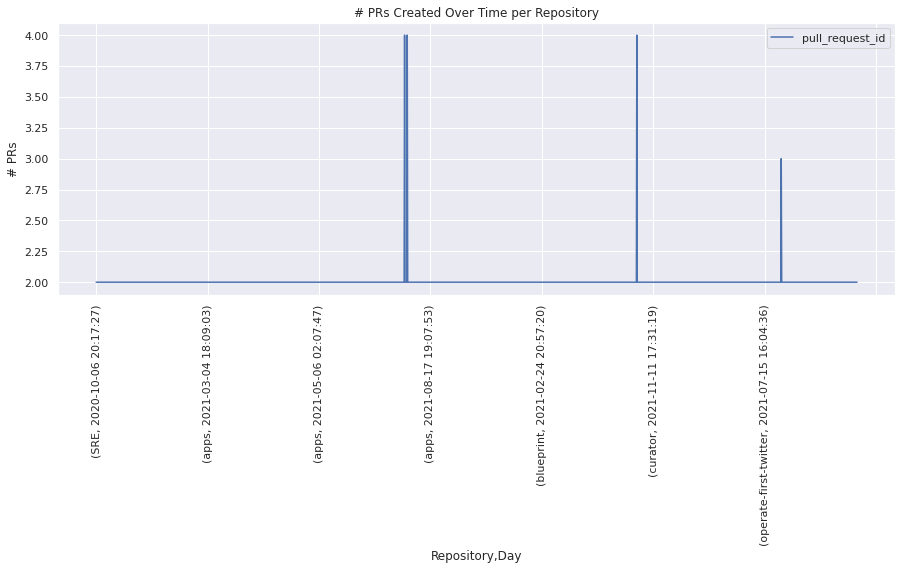 # PRs Created Over Time per Repository
pull_request_id
4.00
3.75
3.50
3.25
3.00
2.75
2.50
2.25
2.00
# PRs
(SRE, 2020-10-06 20:17:27)
(apps, 2021-03-04 18:09:03)
(apps, 2021-05-06 02:07:47)
(apps, 2021-08-17 19:07:53)
(blueprint, 2021-02-24 20:57:20)
(curator, 2021-11-11 17:31:19)
(operate-first-twitter, 2021-07-15 16:04:36)
Repository,Day